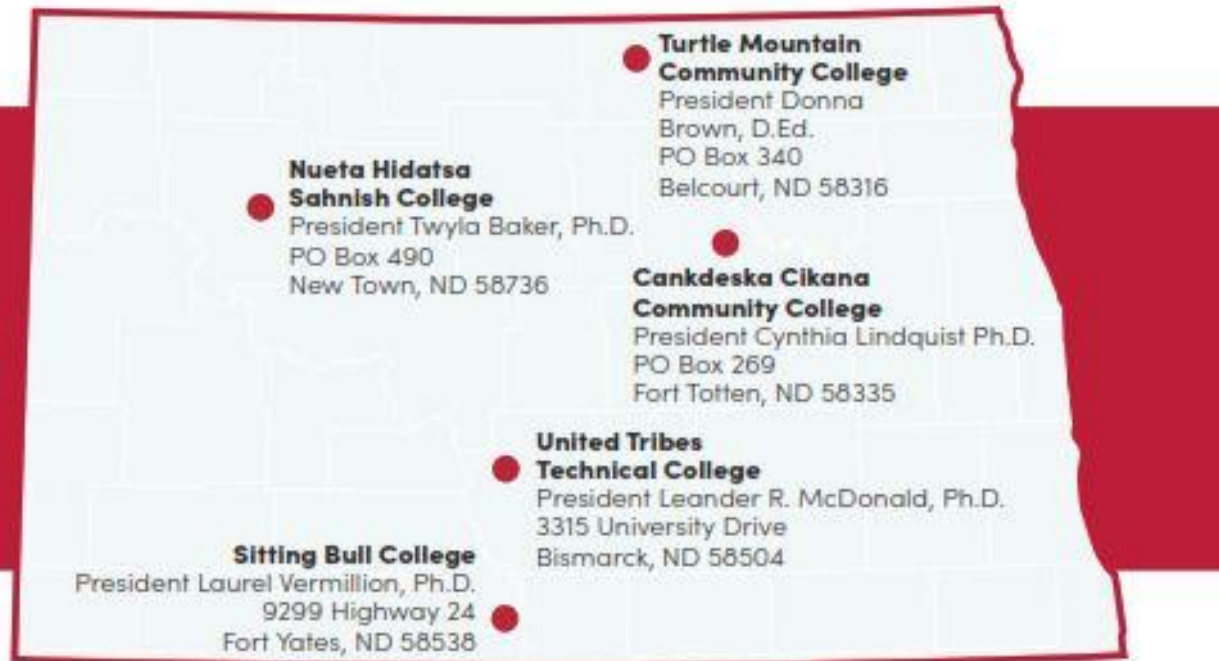 Turtle Mountain
Community College
President Donna
Brown, D.Ed.
PO Box 340
Belcourt, ND 58316
Nueta Hidatsa
Sahnish College
President Twyla Baker, Ph.D.
PO Box 490
New Town, ND 58736
Cankdeska Cikana
Community College
President Cynthia Lindquist Ph.D.
PO Box 269
Fort Totten, ND 58335
United Tribes
Technical College
President Leander R. McDonald, Ph.D.
3315 University Drive
Bismarck, ND 58504
Sitting Bull College
President Laurel Vermillion, Ph.D.
9299 Highway 24
Fort Yates, ND 58538